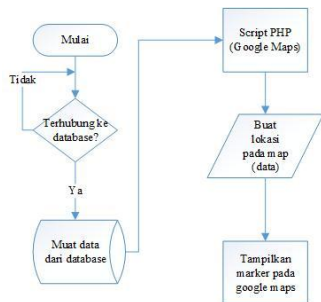 Mulai
Tidak
Terhubung ke
database?
Ya
Muat data
dari database
Script PHP
(Google Maps)
Buat
lokasi
pada map
(data)
Tampilkan
marker pada
google maps